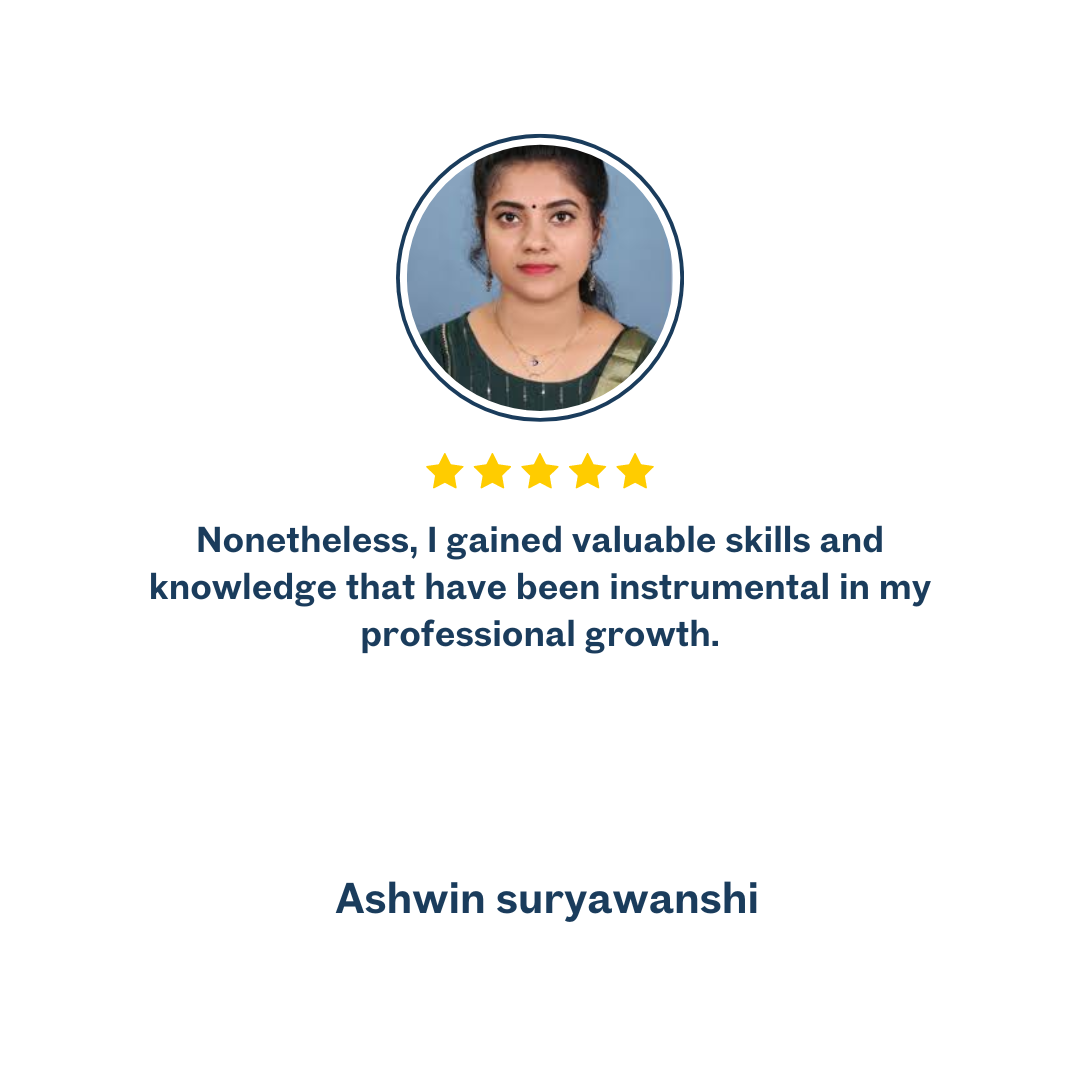 Nonetheless, I gained valuable skills and
knowledge that have been instrumental in my
professional growth.
Ashwin suryawanshi